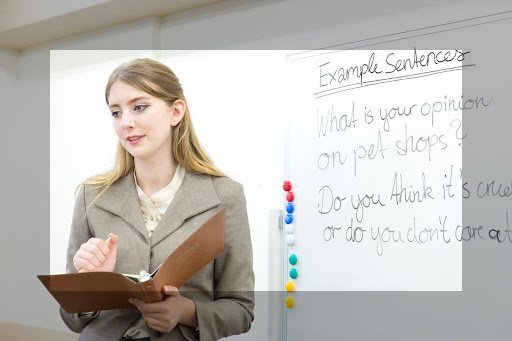 Example Sentences
What is your opinion
on pet shops?
Do you think it's cruel
or do you don't care at